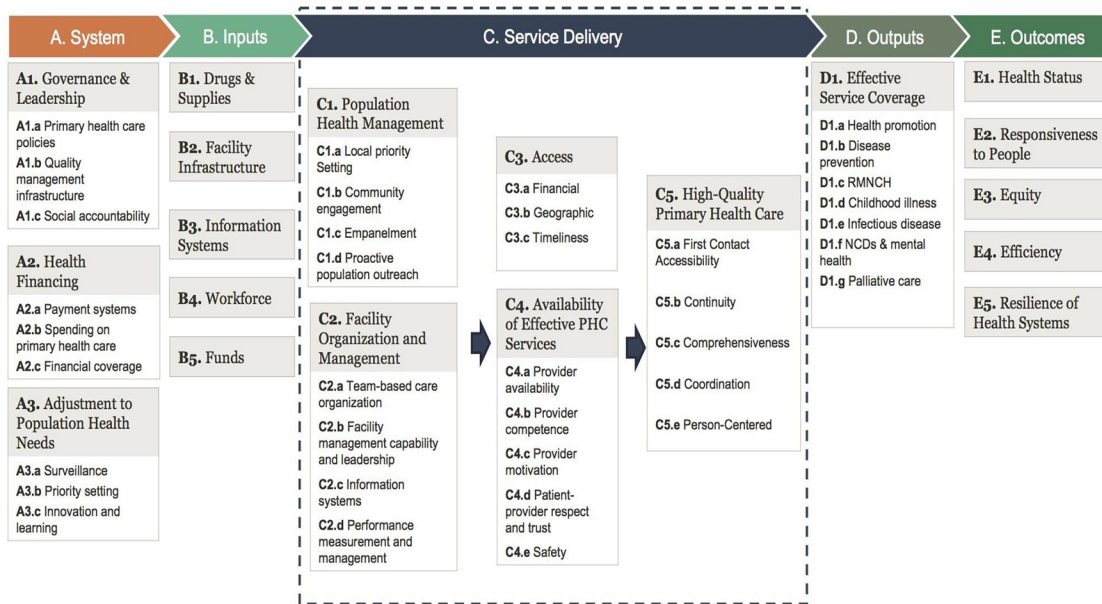 A. System
B. Inputs
C. Service Delivery
D. Outputs
E. Outcomes
A1. Governance &
Leadership
A1.a Primary health care
policies
A1.b Quality
management
infrastructure
A1.c Social accountability
A2. Health
Financing
A2.a Payment systems
A2.b Spending on
primary health care
A2.c Financial coverage
A3. Adjustment to
Population Health
Needs
A3.a Surveillance
A3.b Priority setting
A3.c Innovation and
learning
B1. Drugs &
Supplies
B2. Facility
Infrastructure
B3. Information
Systems
B4. Workforce
B5. Funds
C1. Population
Health Management
C1.a Local priority
Setting
C1.b Community
engagement
C1.c Empanelment
C1.d Proactive
population outreach
C2. Facility
Organization and
Management
C2.a Team-based care
organization
C2.b Facility
management capability
and leadership
C2.c Information
systems
C2.d Performance
measurement and
management
C3. Access
C3.a Financial
C3.b Geographic
C3.c Timeliness
C4. Availability
of Effective PHC
Services
C4.a Provider
availability
C4.b Provider
competence
C4.c Provider
motivation
C4.d Patient-
provider respect
and trust
C4.e Safety
C5. High-Quality
Primary Health Care
C5.a First Contact
Accessibility
C5.b Continuity
C5.c Comprehensiveness
C5.d Coordination
C5.e Person-Centered
D1. Effective
Service Coverage
D1.a Health promotion
D1.b Disease
prevention
D1.c RMNCH
D1.d Childhood illness
D1.e Infectious disease
D1.f NCDs & mental
health
D1.g Palliative care
E1. Health Status
E2. Responsiveness
to People
E3. Equity
E4. Efficiency
E5. Resilience of
Health Systems